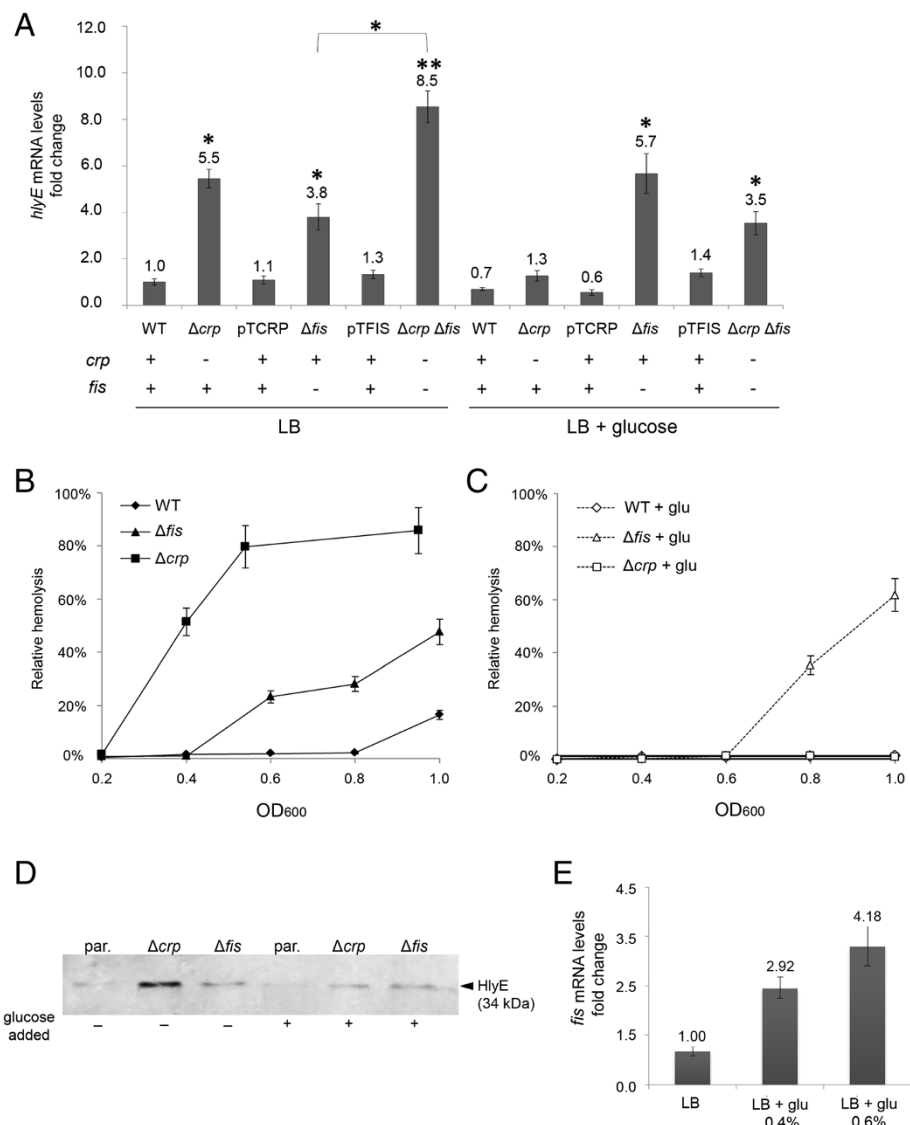 A
hlyE mRNA levels
fold change
12.0
10.0
8.0
6.0
4.0
2.0
0.0
*
**
8.5
*
5.5
*
3.8
*
5.7
*
3.5
1.0
1.1
1.3
0.7
1.3
0.6
1.4
WT Δcrp pTCRP Δfis pTFIS Δcrp Δfis WT Δcrp pTCRP Δfis pTFIS Δcrp Δfis
crp + - + + + - + - + + + -
fis + + + - + - + + + - + -
LB LB + glucose
B
Relative hemolysis
100%
80%
60%
40%
20%
0%
WT
Δfis
Δcrp
0.2 0.4 0.6 0.8 1.0
OD600
C
Relative hemolysis
100%
80%
60%
40%
20%
0%
WT + glu
Δfis + glu
Δcrp + glu
0.2 0.4 0.6 0.8 1.0
OD600
D
par. Δcrp Δfis par. Δcrp Δfis
HlyE
(34 kDa)
glucose
added
– – – + + +
E
fis mRNA levels
fold change
4.5
3.5
2.5
1.5
0.0
1.00
2.92
4.18
LB LB + glu LB + glu
0.4% 0.6%